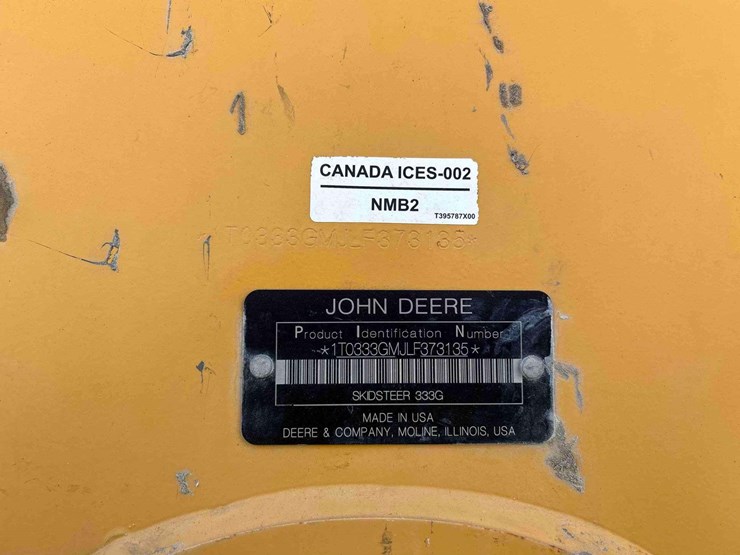 CANADA ICES-002
NMB2
T395787X00
*1T0333GMJLF373135*
JOHN DEERE
Product Identification Number
*1T0333GMJLF373135*
SKIDSTEER 333G
MADE IN USA
DEERE & COMPANY, MOLINE, ILLINOIS, USA